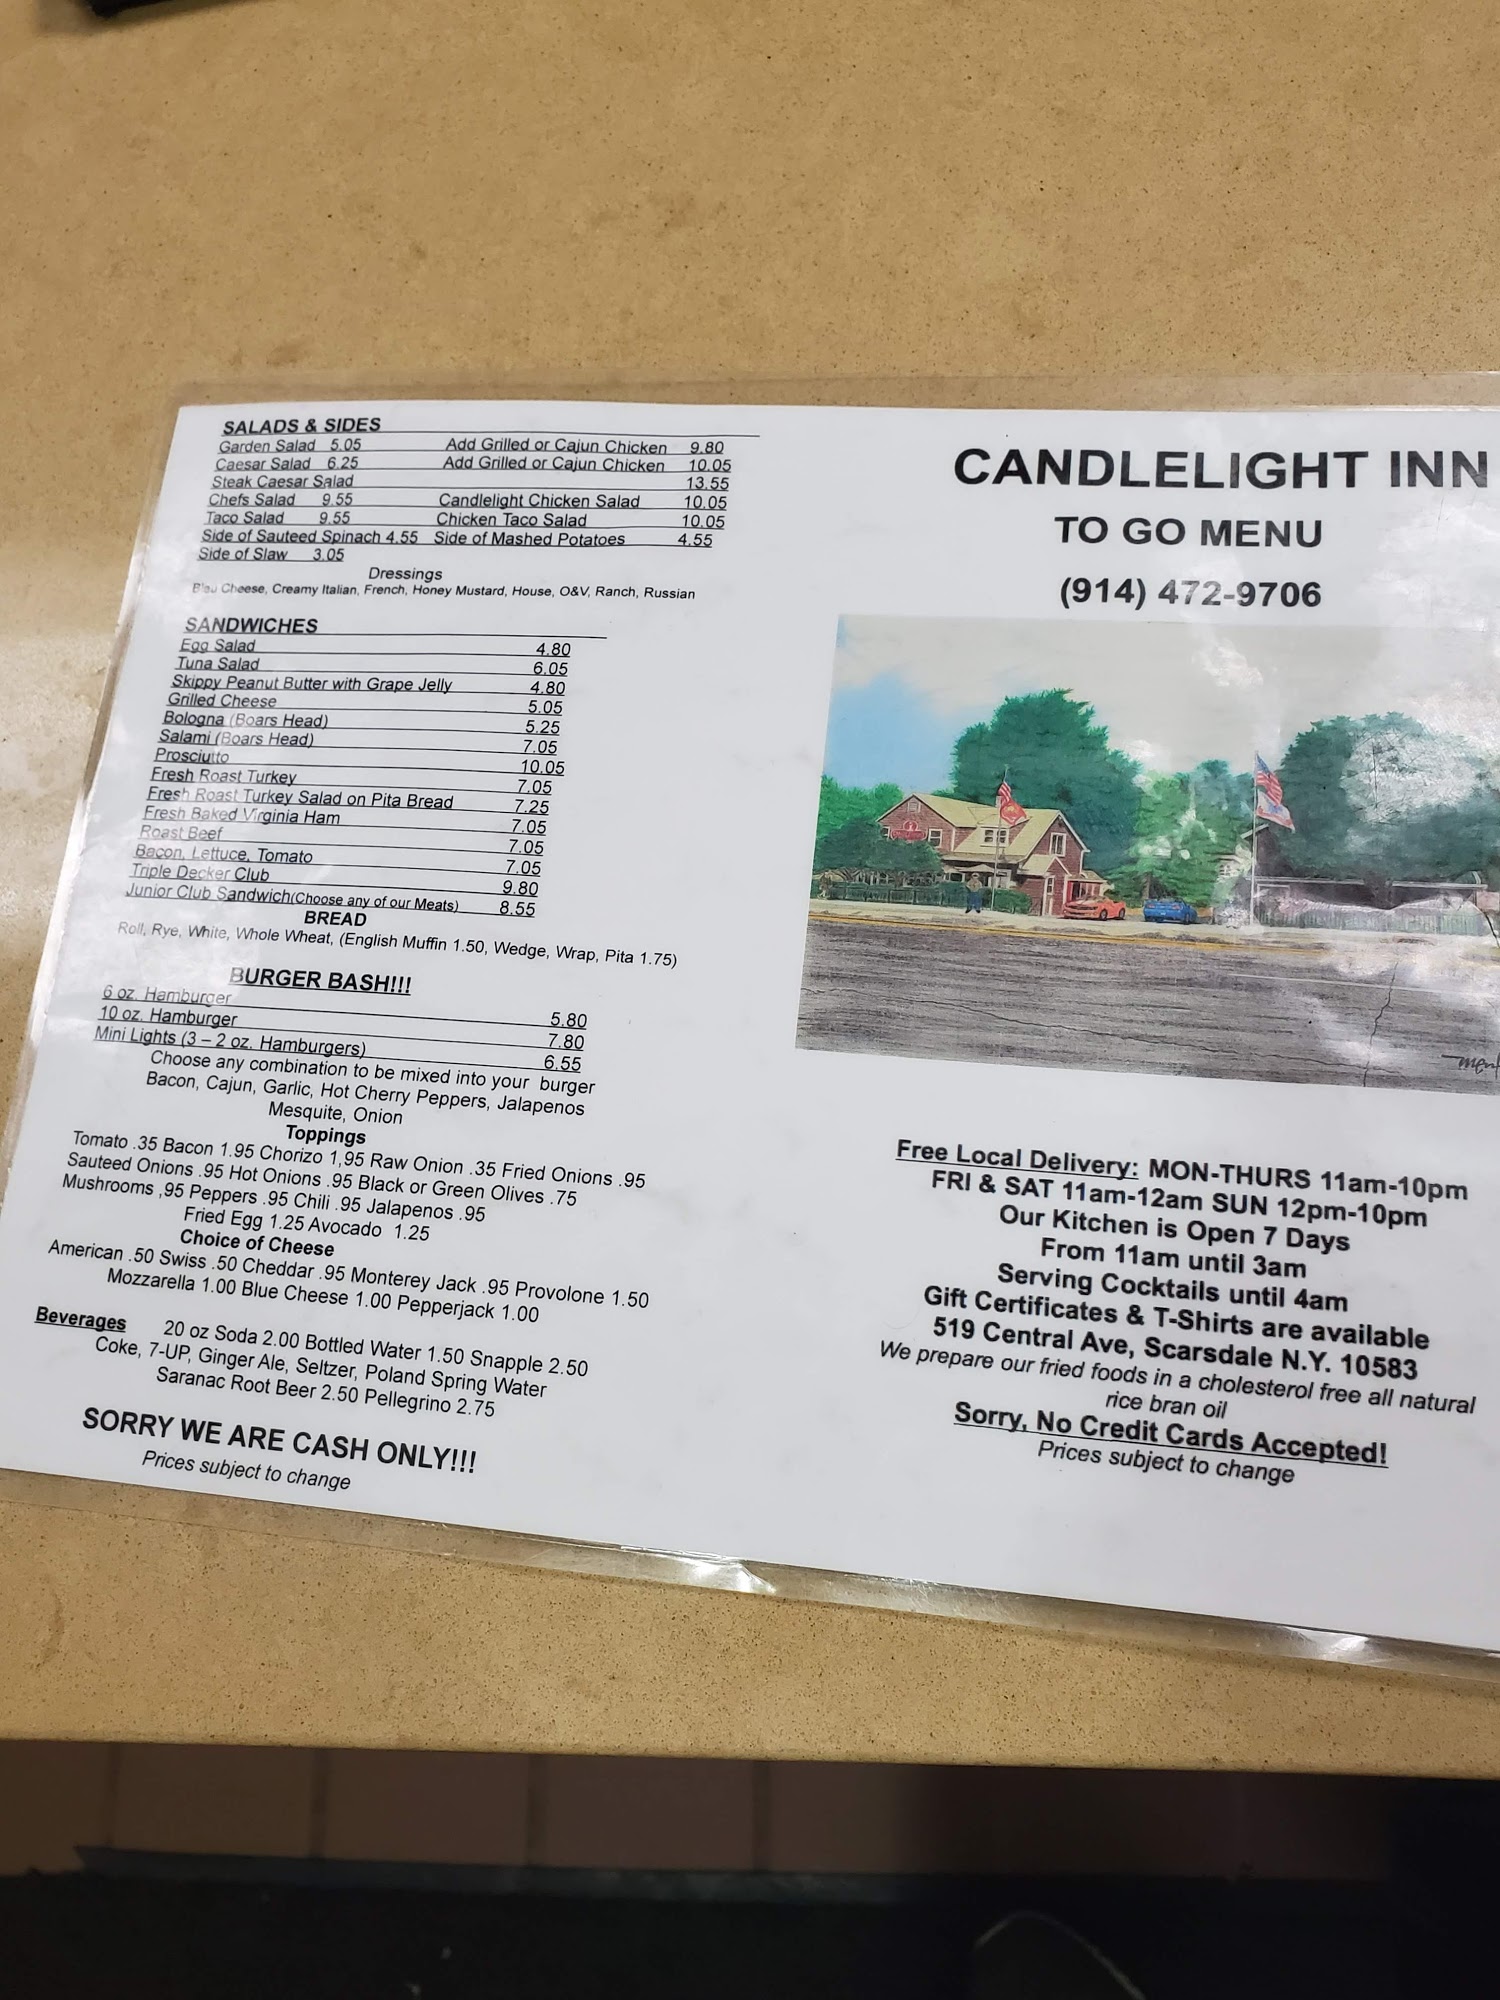 SALADS & SIDES
Garden Salad 5.05 Add Grilled or Cajun Chicken 9.80
Caesar Salad 6.25 Add Grilled or Cajun Chicken 10.05
Steak Caesar Salad 13.55
Chefs Salad 9.55 Candlelight Chicken Salad 10.05
Taco Salad 9.55 Chicken Taco Salad 10.05
Side of Sauteed Spinach 4.55 Side of Mashed Potatoes 4.55
Side of Slaw 3.05
Dressings
Bleu Cheese, Creamy Italian, French, Honey Mustard, House, O&V, Ranch, Russian
SANDWICHES
Egg Salad 4.80
Tuna Salad 6.05
Skippy Peanut Butter with Grape Jelly 4.80
Grilled Cheese 5.05
Bologna (Boars Head) 5.25
Salami (Boars Head) 7.05
Prosciutto 10.05
Fresh Roast Turkey 7.05
Fresh Roast Turkey Salad on Pita Bread 7.25
Fresh Baked Virginia Ham 7.05
Roast Beef 7.05
Bacon, Lettuce, Tomato 7.05
Triple Decker Club 9.80
Junior Club Sandwich(Choose any of our Meats) 8.55
BREAD
Roll, Rye, White, Whole Wheat, (English Muffin 1.50, Wedge, Wrap, Pita 1.75)
BURGER BASH!!!
6 oz. Hamburger 5.80
10 oz. Hamburger 7.80
Mini Lights (3 – 2 oz. Hamburgers) 6.55
Choose any combination to be mixed into your burger
Bacon, Cajun, Garlic, Hot Cherry Peppers, Jalapenos
Mesquite, Onion
Toppings
Tomato .35 Bacon 1.95 Chorizo 1,95 Raw Onion .35 Fried Onions .95
Sauteed Onions .95 Hot Onions .95 Black or Green Olives .75
Mushrooms ,95 Peppers .95 Chili .95 Jalapenos .95
Fried Egg 1.25 Avocado 1.25
Choice of Cheese
American .50 Swiss .50 Cheddar .95 Monterey Jack .95 Provolone 1.50
Mozzarella 1.00 Blue Cheese 1.00 Pepperjack 1.00
Beverages 20 oz Soda 2.00 Bottled Water 1.50 Snapple 2.50
Coke, 7-UP, Ginger Ale, Seltzer, Poland Spring Water
Saranac Root Beer 2.50 Pellegrino 2.75
SORRY WE ARE CASH ONLY!!!
Prices subject to change
CANDLELIGHT INN
TO GO MENU
(914) 472-9706
Free Local Delivery: MON-THURS 11am-10pm
FRI & SAT 11am-12am SUN 12pm-10pm
Our Kitchen is Open 7 Days
From 11am until 3am
Serving Cocktails until 4am
Gift Certificates & T-Shirts are available
519 Central Ave, Scarsdale N.Y. 10583
We prepare our fried foods in a cholesterol free all natural
rice bran oil
Sorry, No Credit Cards Accepted!
Prices subject to change